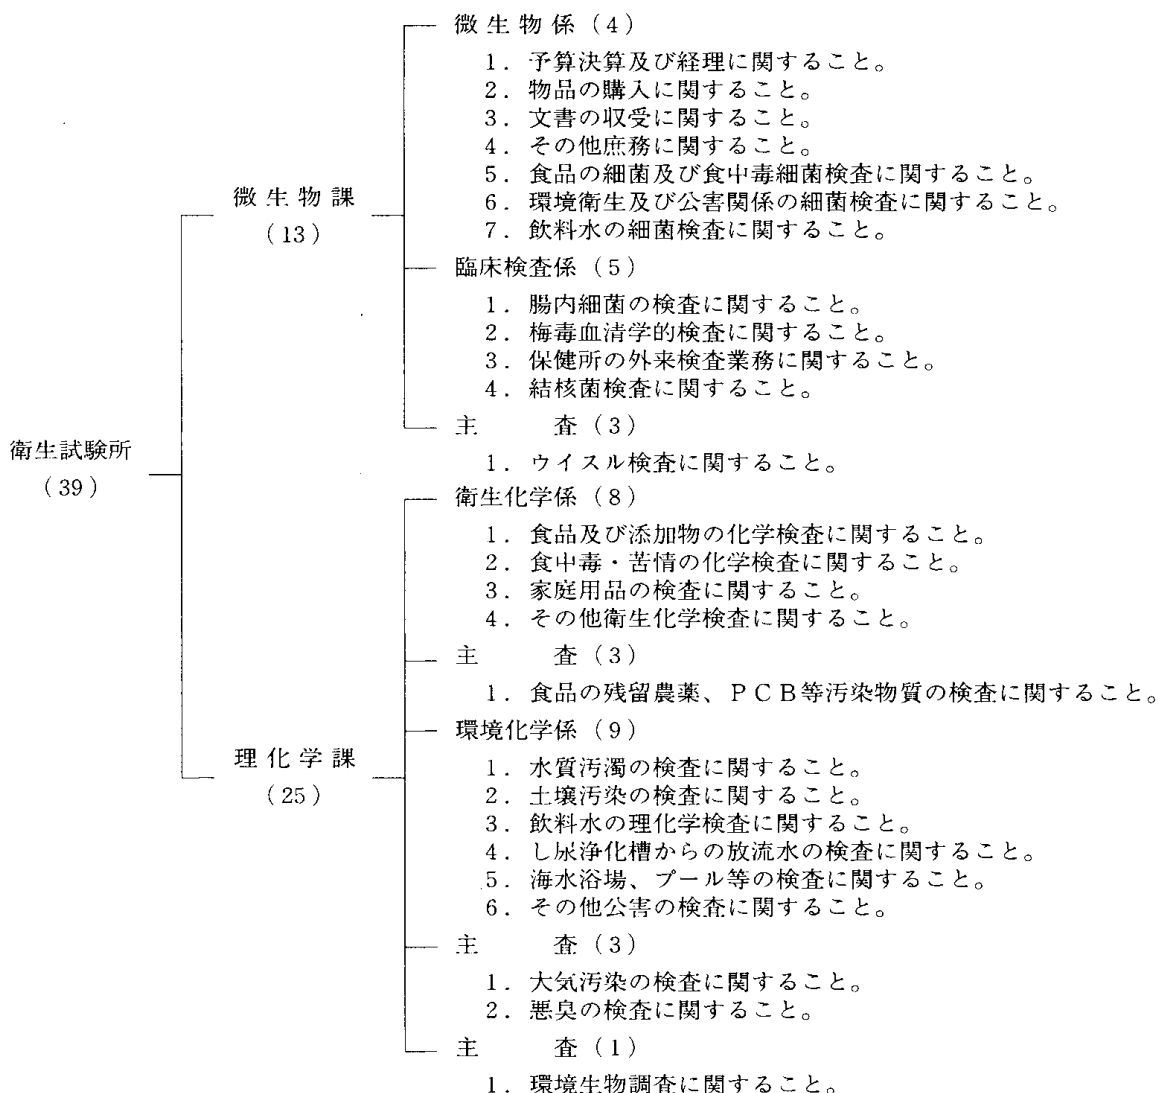 微生物係(4)
1. 予算決算及び経理に関すること。
2. 物品の購入に関すること。
3. 文書の収受に関すること。
4. その他庶務に関すること。
5. 食品の細菌及び食中毒細菌検査に関すること。
6. 環境衛生及び公害関係の細菌検査に関すること。
7. 飲料水の細菌検査に関すること。
微生物課
(13)
臨床検査係(5)
1. 腸内細菌の検査に関すること。
2. 梅毒血清学的検査に関すること。
3. 保健所の外来検査業務に関すること。
4. 結核菌検査に関すること。
主 査(3)
1. ウイスル検査に関すること。
衛生試験所
(39)
衛生化学係(8)
1. 食品及び添加物の化学検査に関すること。
2. 食中毒・苦情の化学検査に関すること。
3. 家庭用品の検査に関すること。
4. その他衛生化学検査に関すること。
主 査(3)
1. 食品の残留農薬、PCB等汚染物質の検査に関すること。
理化学課
(25)
環境化学係(9)
1. 水質汚濁の検査に関すること。
2. 土壌汚染の検査に関すること。
3. 飲料水の理化学検査に関すること。
4. し尿浄化槽からの放流水の検査に関すること。
5. 海水浴場、プール等の検査に関すること。
6. その他公害の検査に関すること。
主 査(3)
1. 大気汚染の検査に関すること。
2. 悪臭の検査に関すること。
主 査(1)
1. 環境生物調査に関すること。